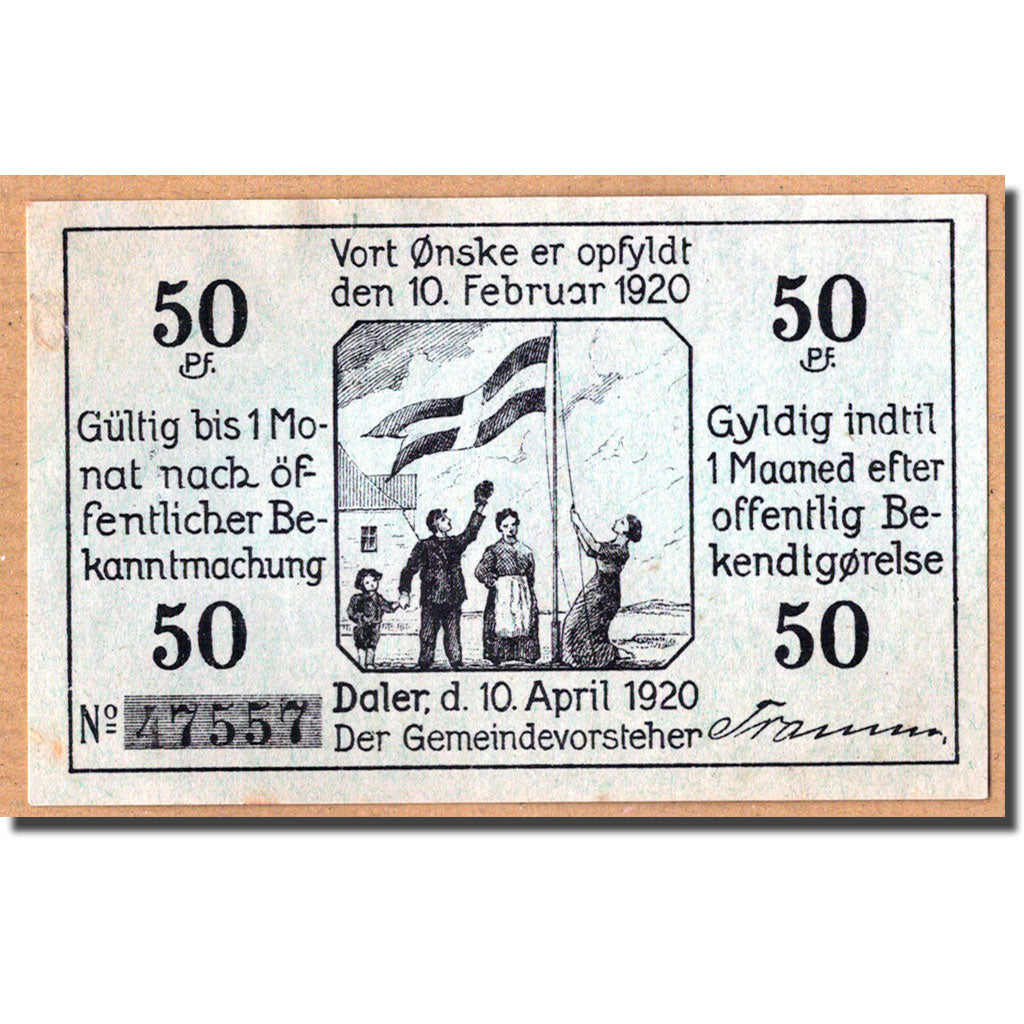 Vort Ønske er opfyldt
den 10. Februar 1920
50
Pf.
Gültig bis 1 Mo-
nat nach öf-
fentlicher Be-
kanntmachung
50
50
Pf.
Gyldig indtil
1 Maaned efter
offentlig Be-
kendtgørelse
50
Nº 47557
Daler, d. 10. April 1920
Der Gemeindevorsteher